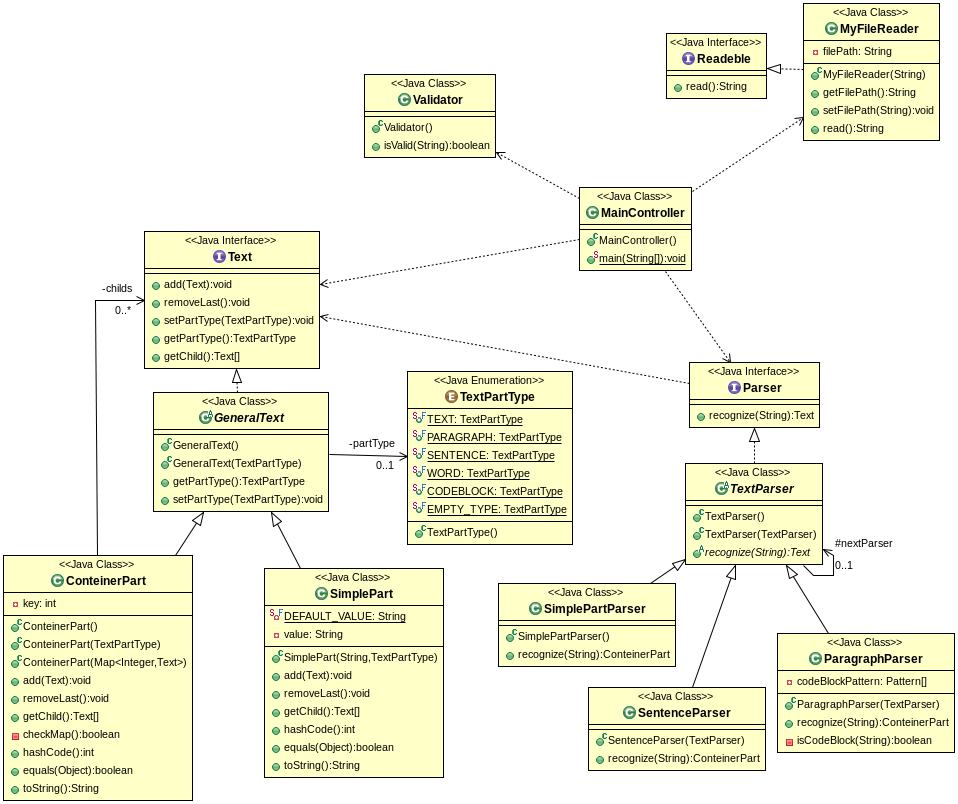 <<Java Class>>
MyFileReader
filePath: String
MyFileReader(String)
getFilePath():String
setFilePath(String):void
read():String
<<Java Interface>>
Readeble
read():String
<<Java Class>>
Validator
Validator()
isValid(String):boolean
<<Java Class>>
MainController
MainController()
main(String[]):void
<<Java Interface>>
Text
add(Text):void
removeLast():void
setPartType(TextPartType):void
getPartType():TextPartType
getChild():Text[]
-childs
0..*
<<Java Interface>>
Parser
recognize(String):Text
<<Java Class>>
GeneralText
GeneralText()
GeneralText(TextPartType)
getPartType():TextPartType
setPartType(TextPartType):void
-partType
0..1
<<Java Enumeration>>
TextPartType
TEXT: TextPartType
PARAGRAPH: TextPartType
SENTENCE: TextPartType
WORD: TextPartType
CODEBLOCK: TextPartType
EMPTY_TYPE: TextPartType
TextPartType()
<<Java Class>>
TextParser
TextParser()
TextParser(TextParser)
recognize(String):Text
#nextParser
0..1
<<Java Class>>
ConteinerPart
key: int
ConteinerPart()
ConteinerPart(TextPartType)
ConteinerPart(Map<Integer,Text>)
add(Text):void
removeLast():void
getChild():Text[]
checkMap():boolean
hashCode():int
equals(Object):boolean
toString():String
<<Java Class>>
SimplePart
DEFAULT_VALUE: String
value: String
SimplePart(String,TextPartType)
add(Text):void
removeLast():void
getChild():Text[]
hashCode():int
equals(Object):boolean
toString():String
<<Java Class>>
SimplePartParser
SimplePartParser()
recognize(String):ConteinerPart
<<Java Class>>
SentenceParser
SentenceParser(TextParser)
recognize(String):ConteinerPart
<<Java Class>>
ParagraphParser
codeBlockPattern: Pattern[]
ParagraphParser(TextParser)
recognize(String):ConteinerPart
isCodeBlock(String):boolean